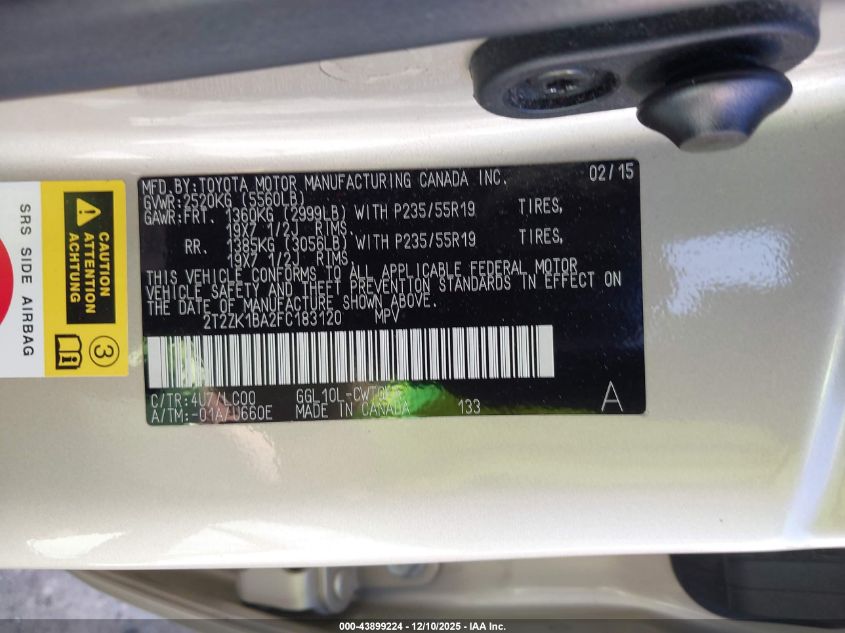 MFD.BY:TOYOTA MOTOR MANUFACTURING CANADA INC. 02/15
GVWR:2520KG (5560LB)
GAWR:FRT. 1360KG (2999LB) WITH P235/55R19 TIRES,
19X7 1/2J RIMS,
RR. 1385KG (3056LB) WITH P235/55R19 TIRES,
19X7 1/2J RIMS,
THIS VEHICLE CONFORMS TO ALL APPLICABLE FEDERAL MOTOR
VEHICLE SAFETY AND THEFT PREVENTION STANDARDS IN EFFECT ON
THE DATE OF MANUFACTURE SHOWN ABOVE.
2T2ZK1BA2FC183120 MPV
C/TR:4U7/LC00
A/TM:-01A/U660E
MADE IN CANADA 133
A
SRS SIDE AIRBAG
CAUTION
ATTENTION
ACHTUNG
3
000-43899224 - 12/10/2025 - IAA Inc.